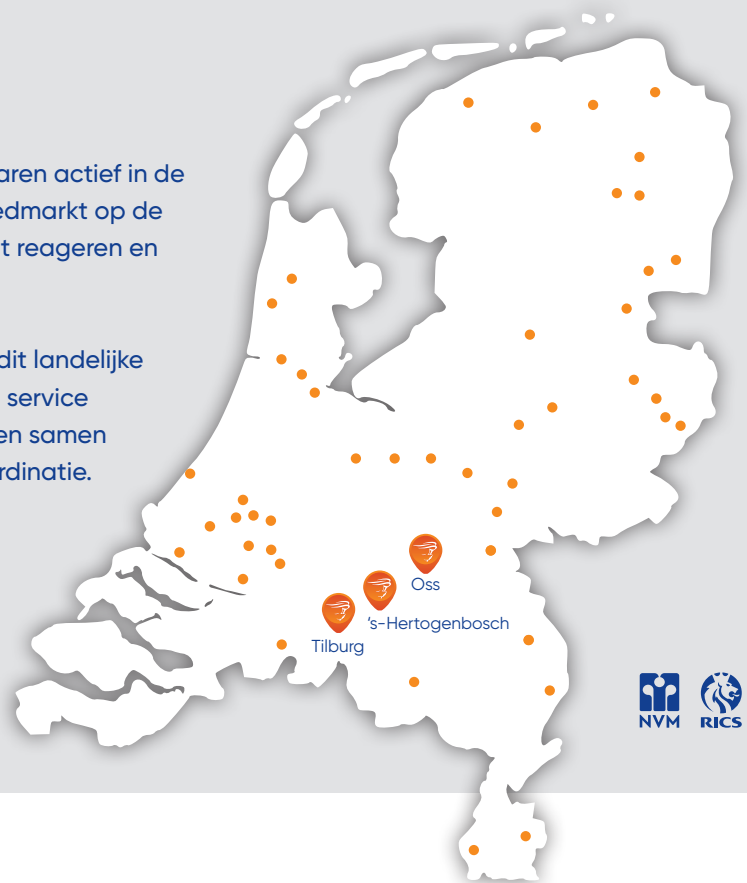 aren actief in de
edmarkt op de
t reageren en
dit landelijke
service
en samen
rdinatie.
Oss
's-Hertogenbosch
Tilburg
NVM
RICS